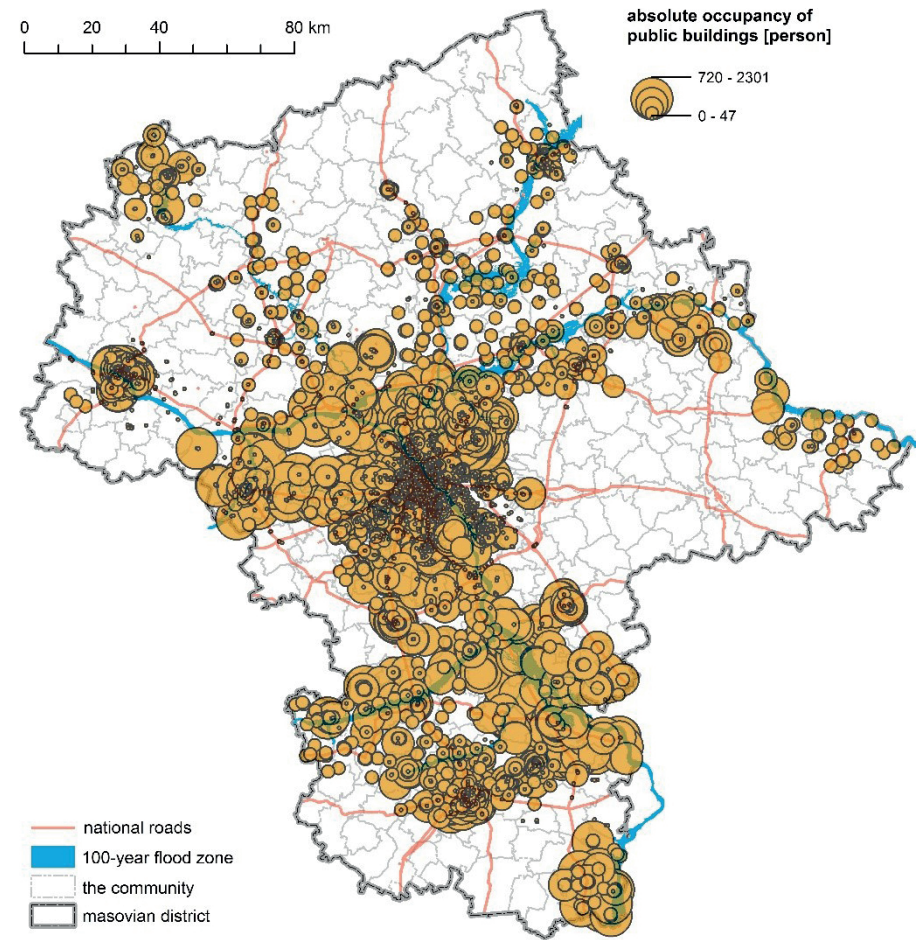 0 40 80 km
absolute occupancy of
public buildings [person]
720 - 2301
0 - 47
national roads
100-year flood zone
the community
masovian district